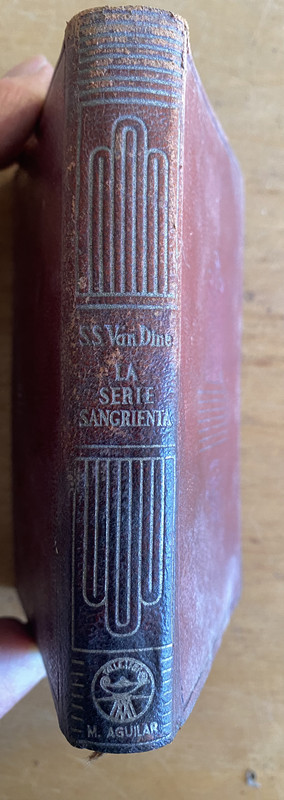 S.S. Van Dine
LA
SERIE
SANGRIENTA
M. AGUILAR